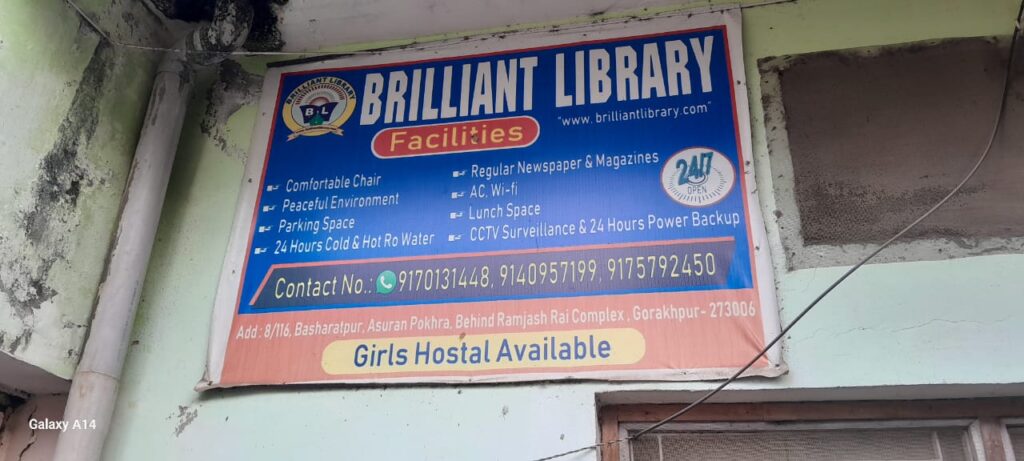 BRILLIANT LIBRARY
BRILLIANT LIBRARY
B L
"www. brilliantlibrary.com"
Facilities
Comfortable Chair
Peaceful Environment
Parking Space
24 Hours Cold & Hot Ro Water
Regular Newspaper & Magazines
AC, Wi-fi
Lunch Space
CCTV Surveillance & 24 Hours Power Backup
24/7
OPEN
Contact No.: 9170131448, 9140957199, 9175792450
Add : 8/116, Basharatpur, Asuran Pokhra, Behind Ramjash Rai Complex , Gorakhpur- 273006
Girls Hostal Available
Galaxy A14